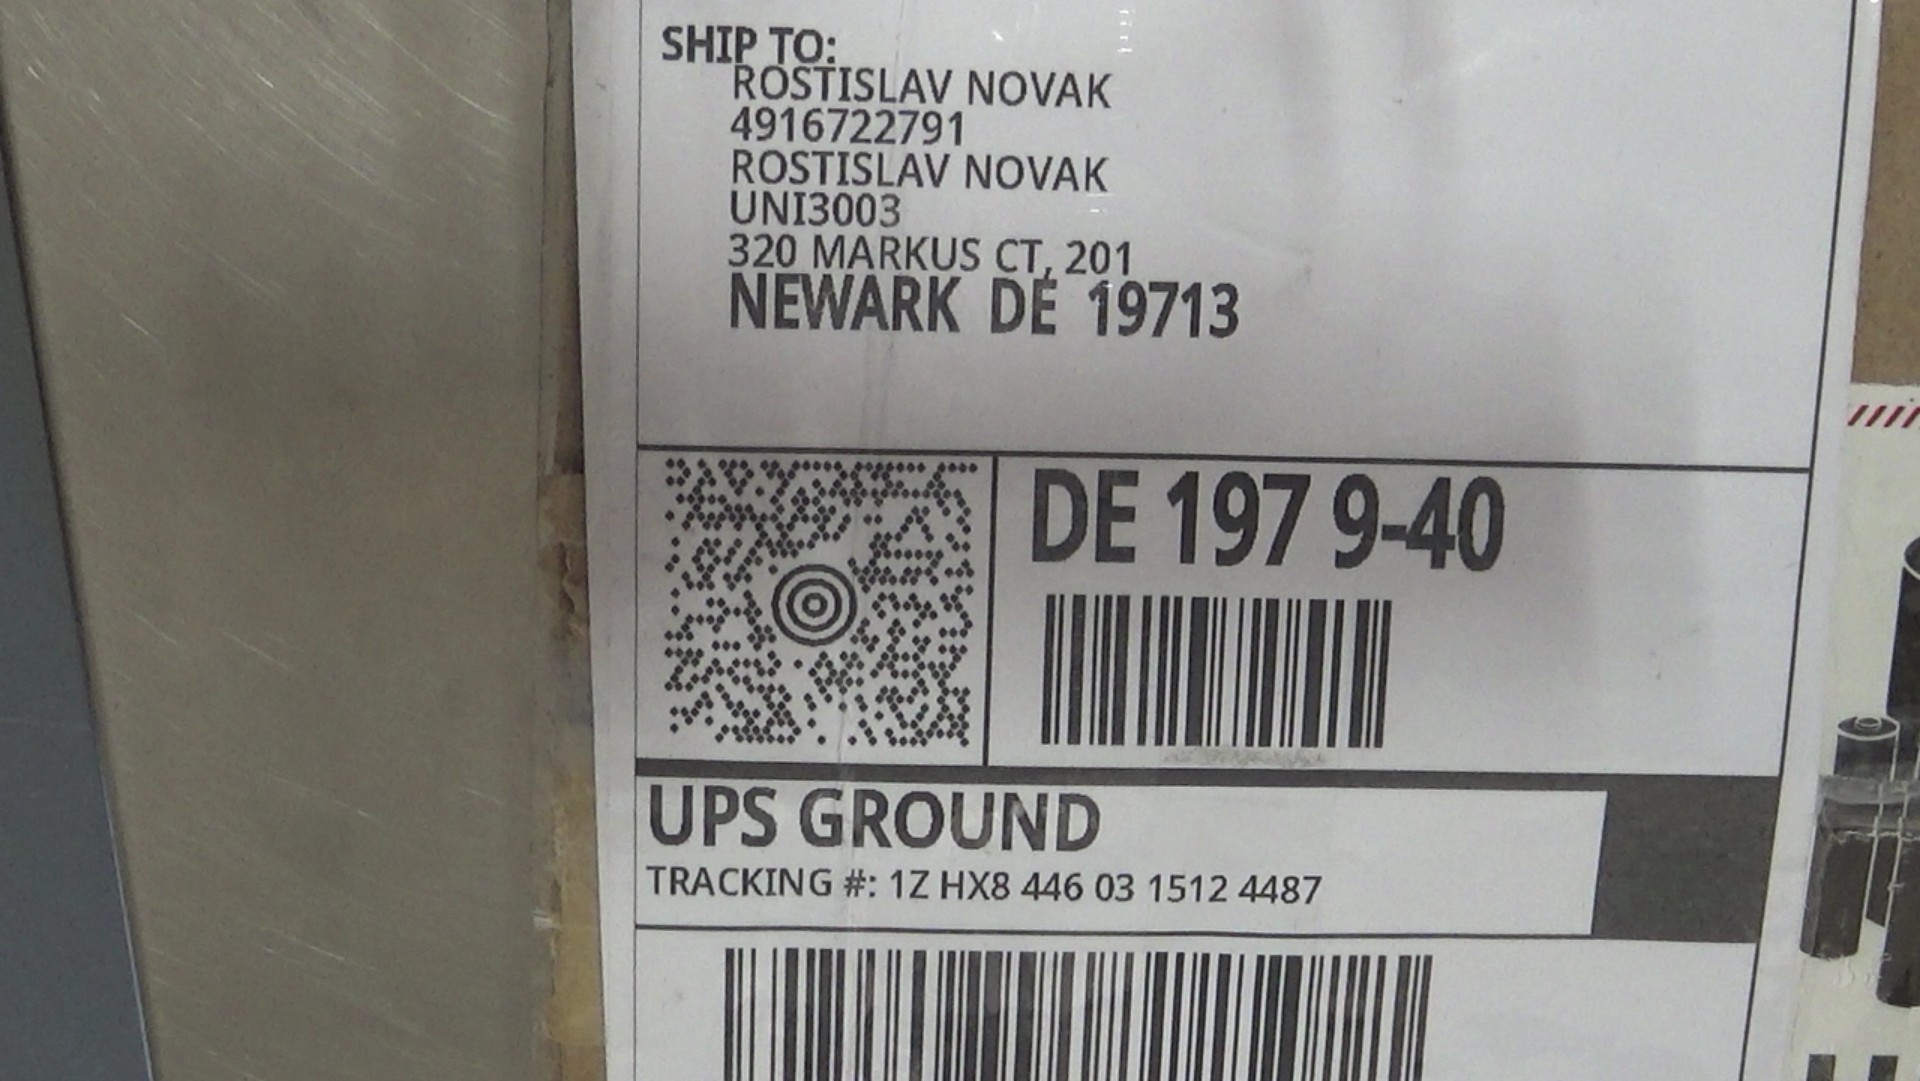 SHIP TO:
ROSTISLAV NOVAK
4916722791
ROSTISLAV NOVAK
UNI3003
320 MARKUS CT, 201
NEWARK DE 19713
DE 197 9-40
UPS GROUND
TRACKING #: 1Z HX8 446 03 1512 4487